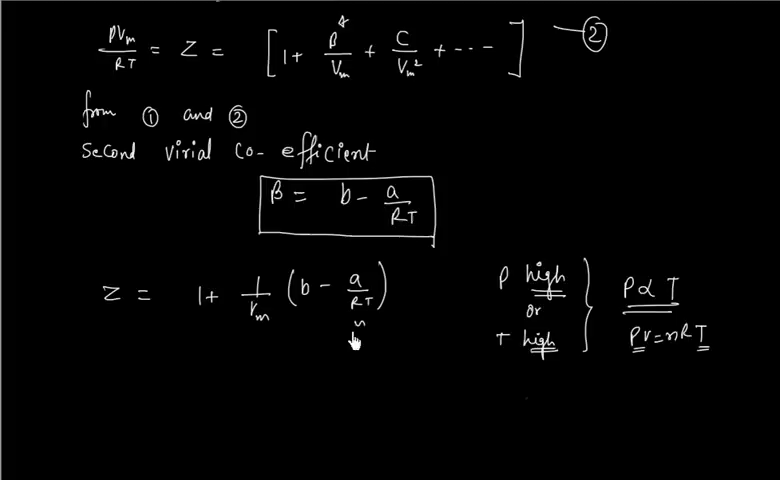 PVm/RT = Z = [1 + B/Vm + C/Vm² + ---] — ②
from ① and ②
Second virial co-efficient
B = b - a/RT
Z = 1 + 1/Vm (b - a/RT)
P high
or
T high
P ∝ T
PV = nRT